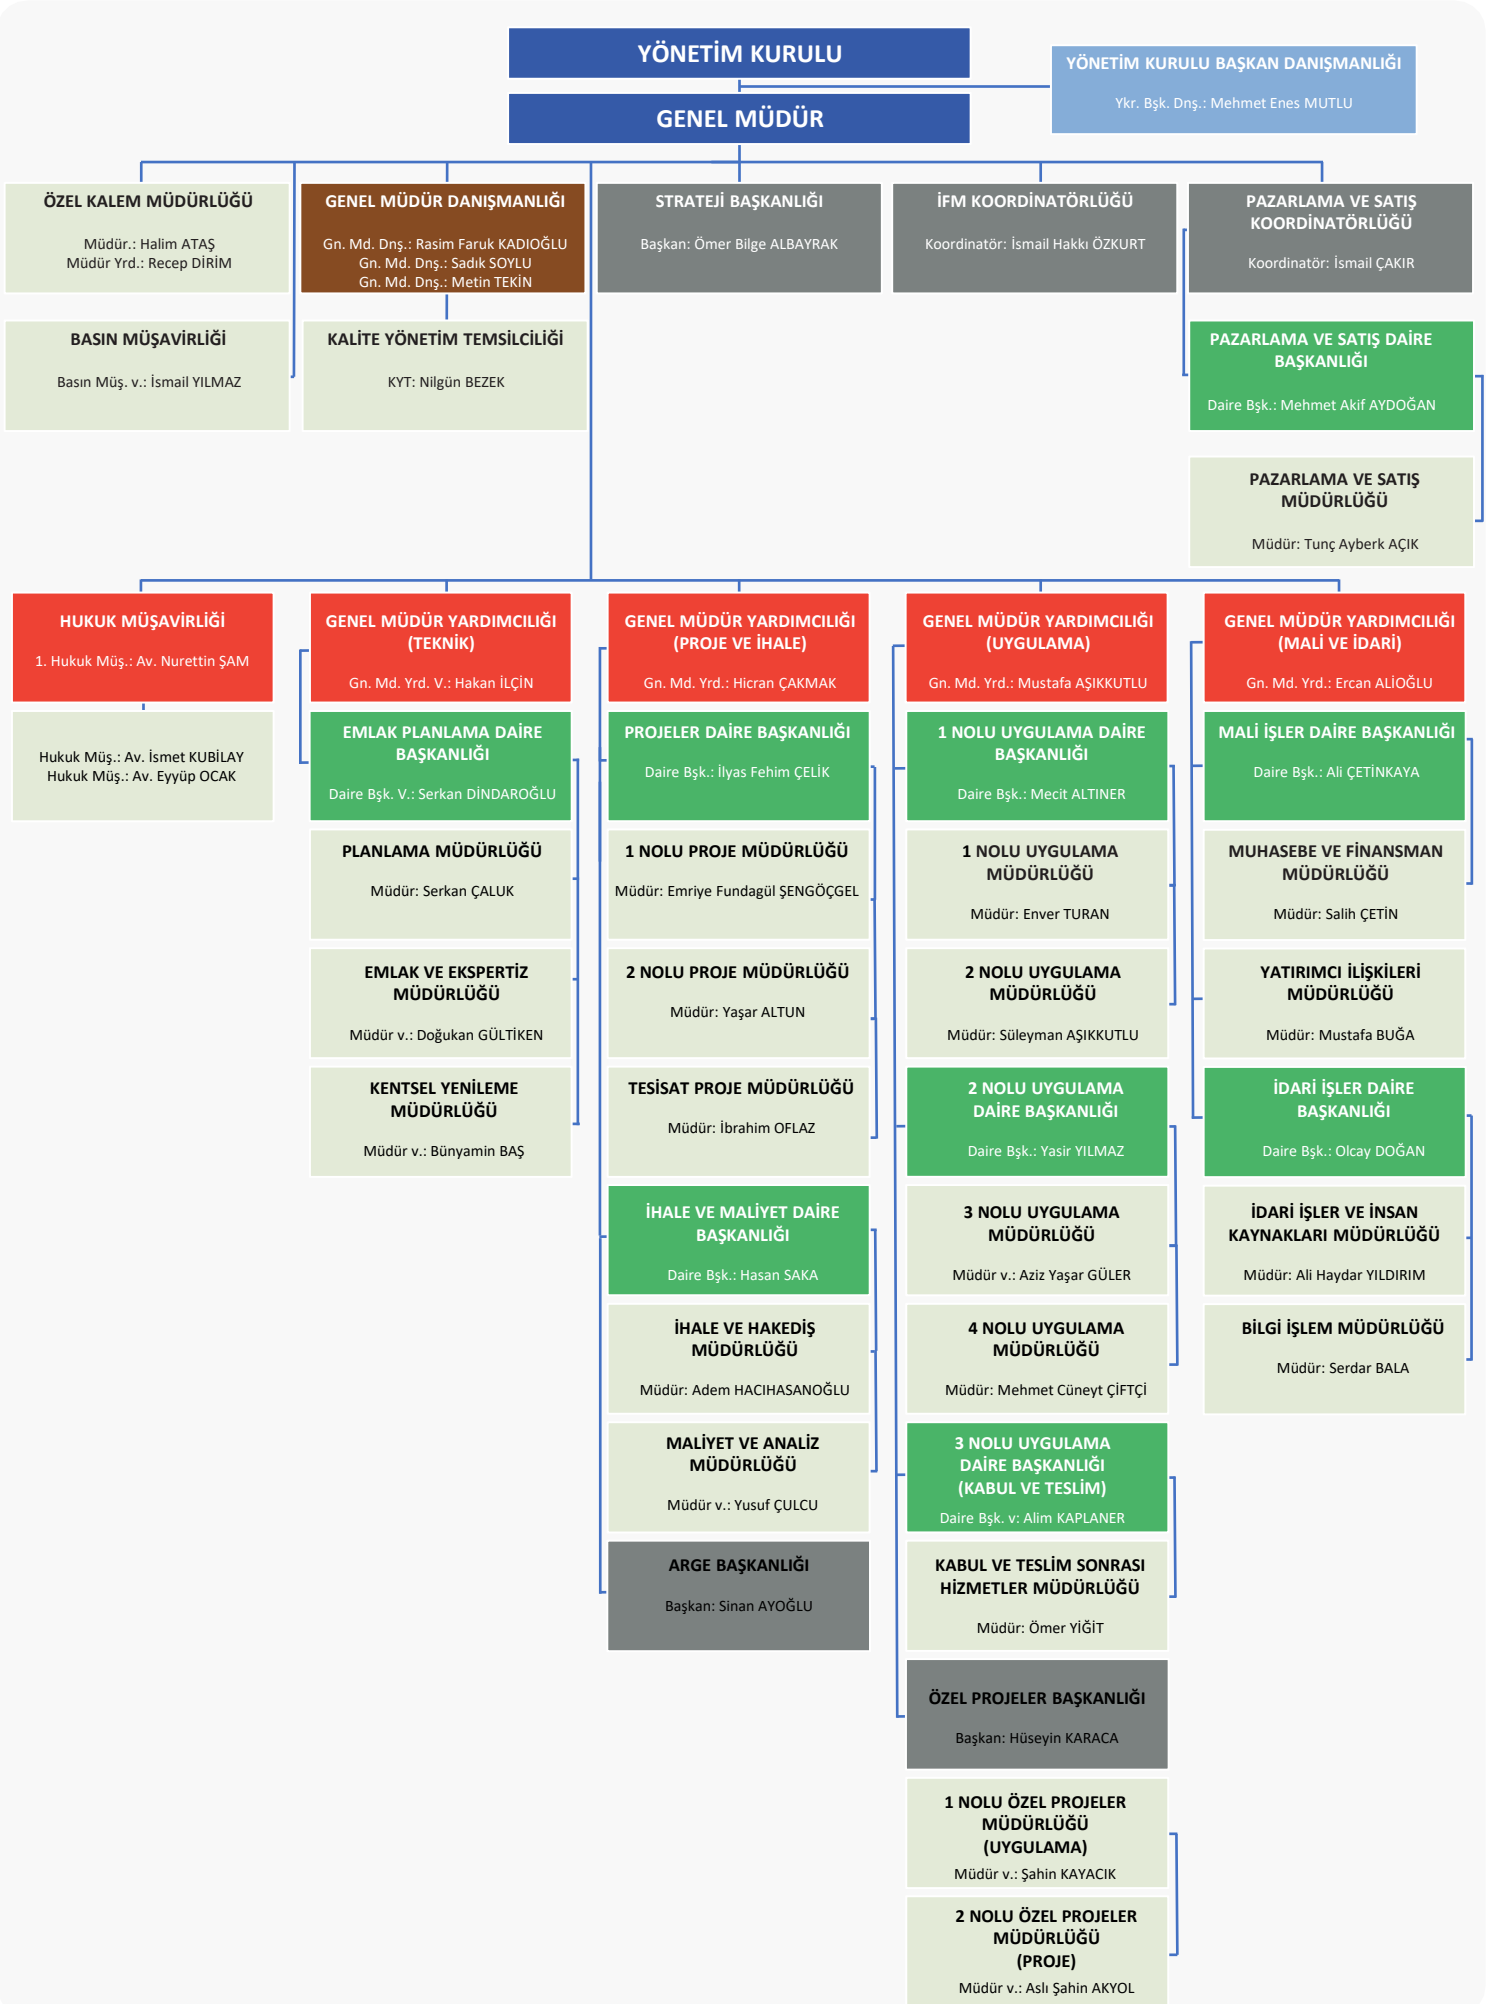 YÖNETİM KURULU
YÖNETİM KURULU BAŞKAN DANIŞMANLIĞI
Ykr. Bşk. Dnş.: Mehmet Enes MUTLU
GENEL MÜDÜR
ÖZEL KALEM MÜDÜRLÜĞÜ
Müdür.: Halim ATAŞ
Müdür Yrd.: Recep DİRİM
GENEL MÜDÜR DANIŞMANLIĞI
Gn. Md. Dnş.: Rasim Faruk KADIOĞLU
Gn. Md. Dnş.: Sadık SOYLU
Gn. Md. Dnş.: Metin TEKİN
STRATEJİ BAŞKANLIĞI
Başkan: Ömer Bilge ALBAYRAK
İFM KOORDİNATÖRLÜĞÜ
Koordinatör: İsmail Hakkı ÖZKURT
PAZARLAMA VE SATIŞ
KOORDİNATÖRLÜĞÜ
Koordinatör: İsmail ÇAKIR
BASIN MÜŞAVİRLİĞİ
Basın Müş. v.: İsmail YILMAZ
KALİTE YÖNETİM TEMSİLCİLİĞİ
KYT: Nilgün BEZEK
PAZARLAMA VE SATIŞ DAİRE
BAŞKANLIĞI
Daire Bşk.: Mehmet Akif AYDOĞAN
PAZARLAMA VE SATIŞ
MÜDÜRLÜĞÜ
Müdür: Tunç Ayberk AÇIK
HUKUK MÜŞAVİRLİĞİ
1. Hukuk Müş.: Av. Nurettin ŞAM
Hukuk Müş.: Av. İsmet KUBİLAY
Hukuk Müş.: Av. Eyyüp OCAK
GENEL MÜDÜR YARDIMCILIĞI
(TEKNİK)
Gn. Md. Yrd. V.: Hakan İLÇİN
EMLAK PLANLAMA DAİRE
BAŞKANLIĞI
Daire Bşk. V.: Serkan DİNDAROĞLU
PLANLAMA MÜDÜRLÜĞÜ
Müdür: Serkan ÇALUK
EMLAK VE EKSPERTİZ
MÜDÜRLÜĞÜ
Müdür v.: Doğukan GÜLTİKEN
KENTSEL YENİLEME
MÜDÜRLÜĞÜ
Müdür v.: Bünyamin BAŞ
GENEL MÜDÜR YARDIMCILIĞI
(PROJE VE İHALE)
Gn. Md. Yrd.: Hicran ÇAKMAK
PROJELER DAİRE BAŞKANLIĞI
Daire Bşk.: İlyas Fehim ÇELİK
1 NOLU PROJE MÜDÜRLÜĞÜ
Müdür: Emriye Fundagül ŞENGÖÇGEL
2 NOLU PROJE MÜDÜRLÜĞÜ
Müdür: Yaşar ALTUN
TESİSAT PROJE MÜDÜRLÜĞÜ
Müdür: İbrahim OFLAZ
İHALE VE MALİYET DAİRE
BAŞKANLIĞI
Daire Bşk.: Hasan SAKA
İHALE VE HAKEDİŞ
MÜDÜRLÜĞÜ
Müdür: Adem HACIHASANOĞLU
MALİYET VE ANALİZ
MÜDÜRLÜĞÜ
Müdür v.: Yusuf ÇULCU
ARGE BAŞKANLIĞI
Başkan: Sinan AYOĞLU
GENEL MÜDÜR YARDIMCILIĞI
(UYGULAMA)
Gn. Md. Yrd.: Mustafa AŞIKKUTLU
1 NOLU UYGULAMA DAİRE
BAŞKANLIĞI
Daire Bşk.: Mecit ALTINER
1 NOLU UYGULAMA
MÜDÜRLÜĞÜ
Müdür: Enver TURAN
2 NOLU UYGULAMA
MÜDÜRLÜĞÜ
Müdür: Süleyman AŞIKKUTLU
2 NOLU UYGULAMA
DAİRE BAŞKANLIĞI
Daire Bşk.: Yasir YILMAZ
3 NOLU UYGULAMA
MÜDÜRLÜĞÜ
Müdür v.: Aziz Yaşar GÜLER
4 NOLU UYGULAMA
MÜDÜRLÜĞÜ
Müdür: Mehmet Cüneyt ÇİFTÇİ
3 NOLU UYGULAMA
DAİRE BAŞKANLIĞI
(KABUL VE TESLİM)
Daire Bşk. v: Alim KAPLANER
KABUL VE TESLİM SONRASI
HİZMETLER MÜDÜRLÜĞÜ
Müdür: Ömer YİĞİT
ÖZEL PROJELER BAŞKANLIĞI
Başkan: Hüseyin KARACA
1 NOLU ÖZEL PROJELER
MÜDÜRLÜĞÜ
(UYGULAMA)
Müdür v.: Şahin KAYACIK
2 NOLU ÖZEL PROJELER
MÜDÜRLÜĞÜ
(PROJE)
Müdür v.: Aslı Şahin AKYOL
GENEL MÜDÜR YARDIMCILIĞI
(MALİ VE İDARİ)
Gn. Md. Yrd.: Ercan ALİOĞLU
MALİ İŞLER DAİRE BAŞKANLIĞI
Daire Bşk.: Ali ÇETİNKAYA
MUHASEBE VE FİNANSMAN
MÜDÜRLÜĞÜ
Müdür: Salih ÇETİN
YATIRIMCI İLİŞKİLERİ
MÜDÜRLÜĞÜ
Müdür: Mustafa BUĞA
İDARİ İŞLER DAİRE
BAŞKANLIĞI
Daire Bşk.: Olcay DOĞAN
İDARİ İŞLER VE İNSAN
KAYNAKLARI MÜDÜRLÜĞÜ
Müdür: Ali Haydar YILDIRIM
BİLGİ İŞLEM MÜDÜRLÜĞÜ
Müdür: Serdar BALA